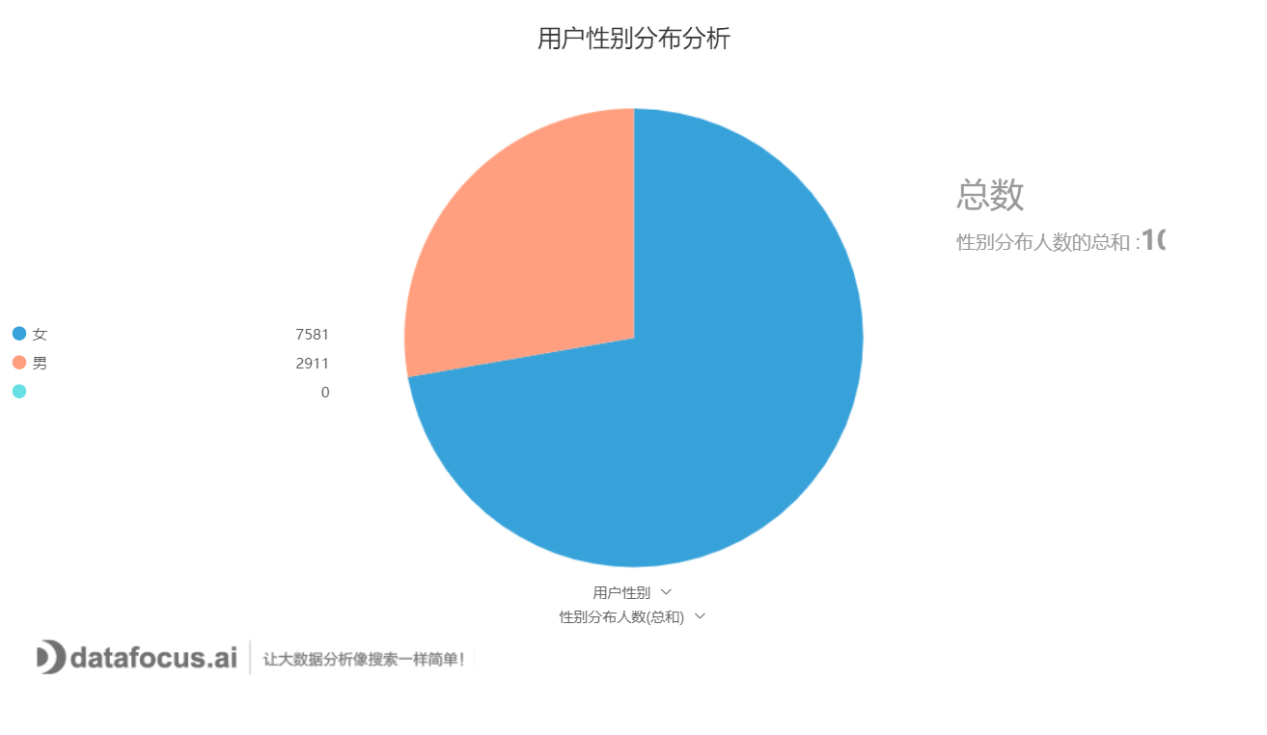 用户性别分布分析
总数
性别分布人数的总和 :
女 7581
男 2911
0
用户性别
性别分布人数(总和)
datafocus.ai 让大数据分析像搜索一样简单!